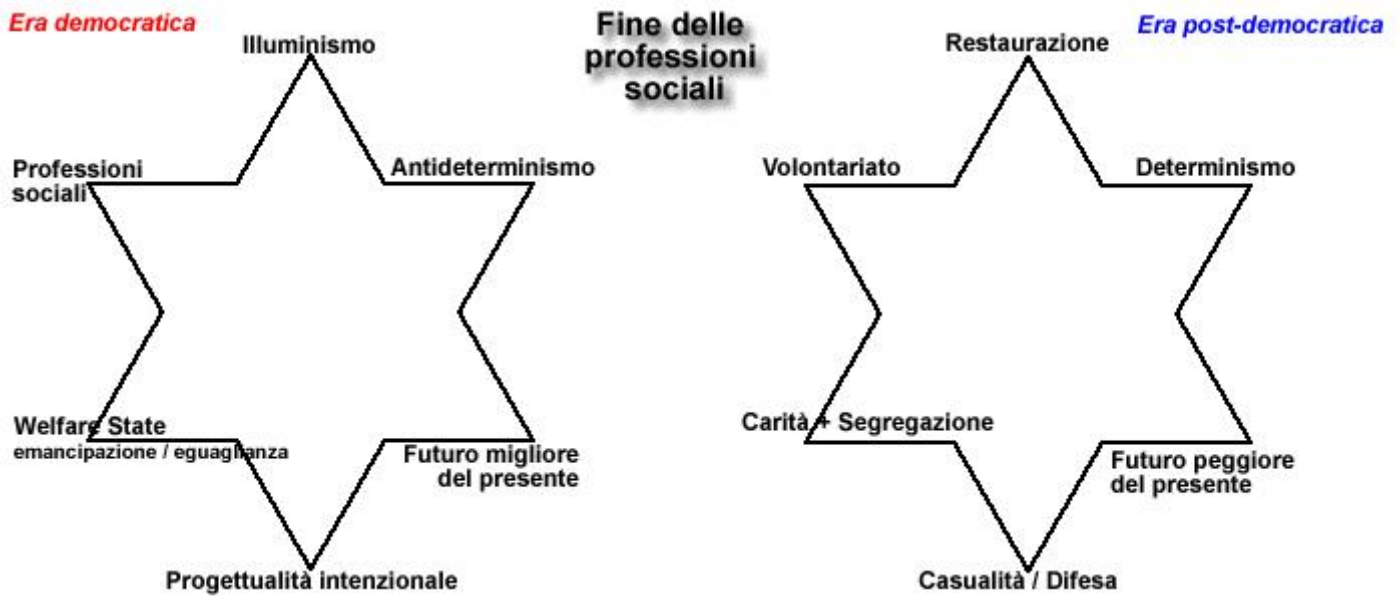 Era democratica
Fine delle
professioni
sociali
Era post-democratica
Illuminismo
Professioni
sociali
Antideterminismo
Welfare State
emancipazione / eguaglianza
Futuro migliore
del presente
Progettualità intenzionale
Restaurazione
Volontariato
Determinismo
Carità + Segregazione
Futuro peggiore
del presente
Casualità / Difesa